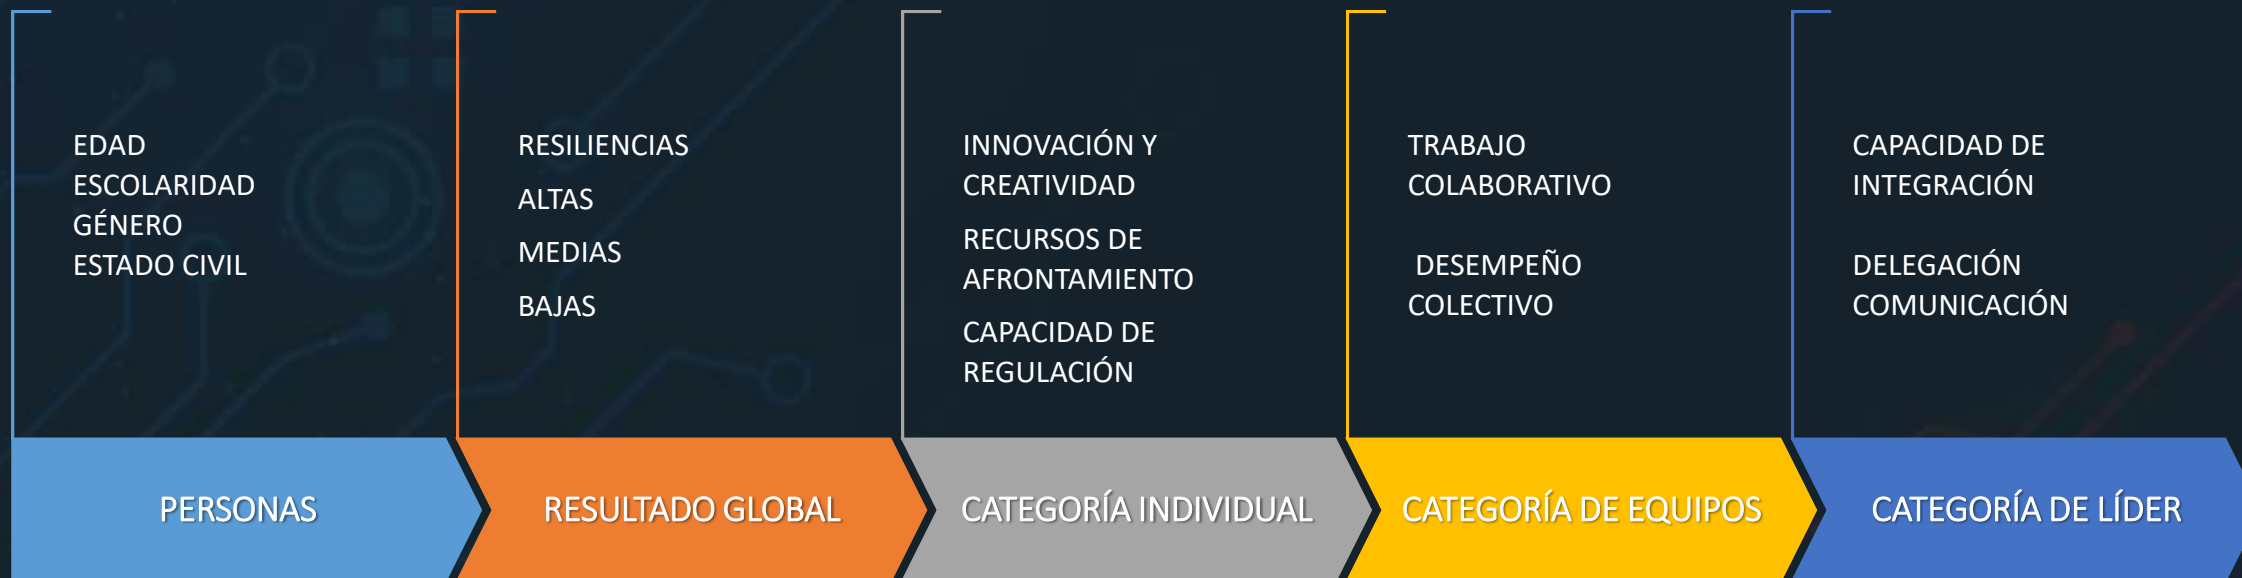 EDAD
ESCOLARIDAD
GÉNERO
ESTADO CIVIL
PERSONAS
RESILIENCIAS
ALTAS
MEDIAS
BAJAS
RESULTADO GLOBAL
INNOVACIÓN Y
CREATIVIDAD
RECURSOS DE
AFRONTAMIENTO
CAPACIDAD DE
REGULACIÓN
CATEGORÍA INDIVIDUAL
TRABAJO
COLABORATIVO
DESEMPEÑO
COLECTIVO
CATEGORÍA DE EQUIPOS
CAPACIDAD DE
INTEGRACIÓN
DELEGACIÓN
COMUNICACIÓN
CATEGORÍA DE LÍDER